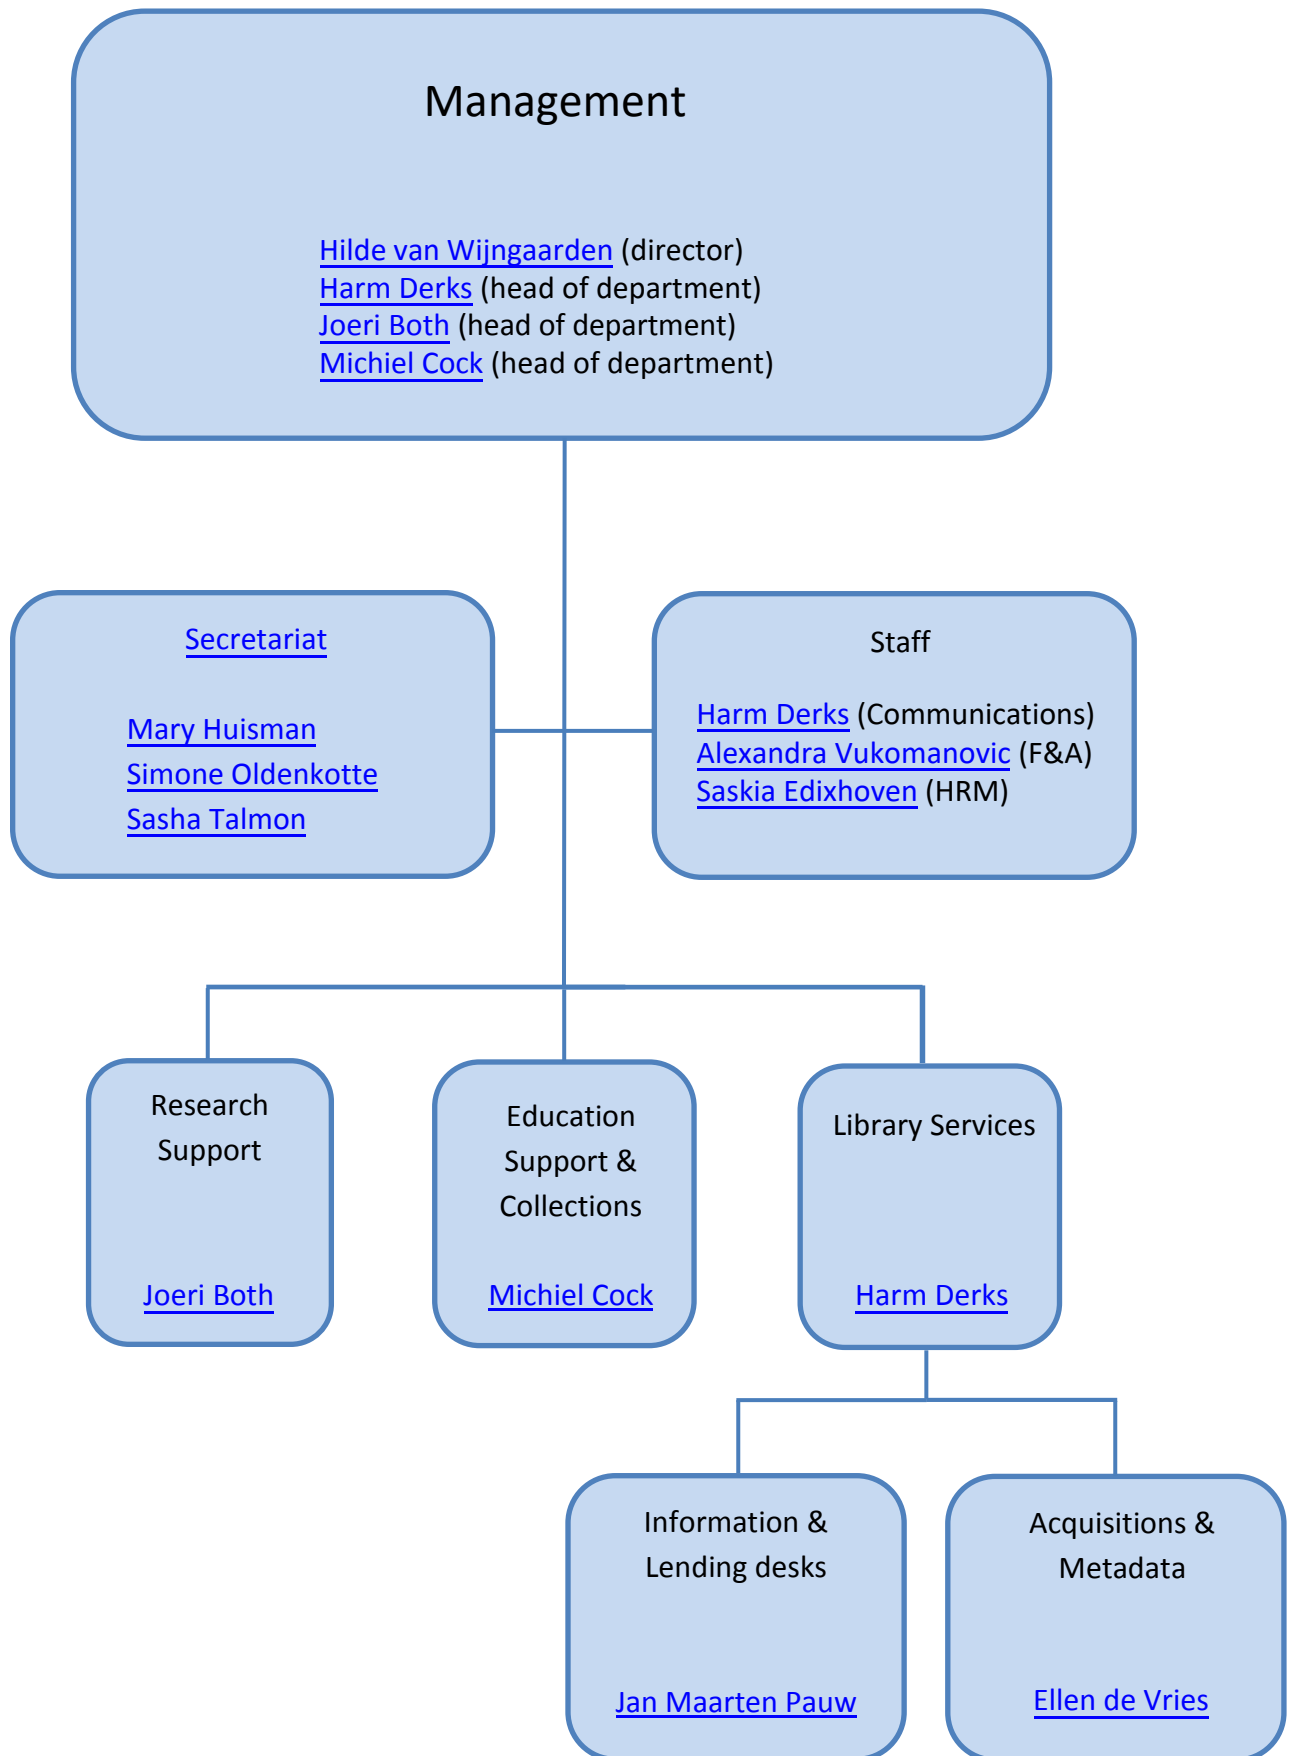 Management
Hilde van Wijngaarden (director)
Harm Derks (head of department)
Joeri Both (head of department)
Michiel Cock (head of department)
Secretariat
Mary Huisman
Simone Oldenkotte
Sasha Talmon
Staff
Harm Derks (Communications)
Alexandra Vukomanovic (F&A)
Saskia Edixhoven (HRM)
Research
Support
Joeri Both
Education
Support &
Collections
Michiel Cock
Library Services
Harm Derks
Information &
Lending desks
Jan Maarten Pauw
Acquisitions &
Metadata
Ellen de Vries